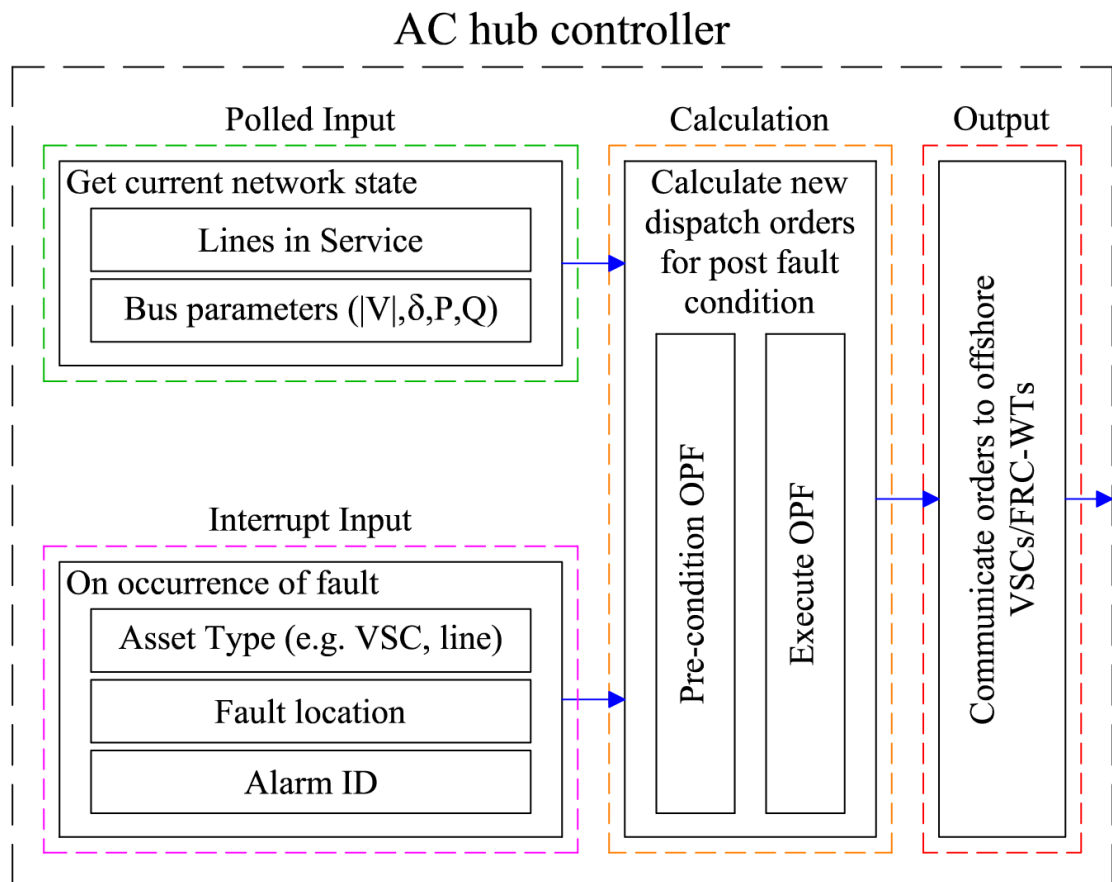 AC hub controller
Polled Input
Get current network state
Lines in Service
Bus parameters (|V|,δ,P,Q)
Interrupt Input
On occurrence of fault
Asset Type (e.g. VSC, line)
Fault location
Alarm ID
Calculation
Calculate new
dispatch orders
for post fault
condition
Pre-condition OPF
Execute OPF
Output
Communicate orders to offshore
VSCs/FRC-WTs